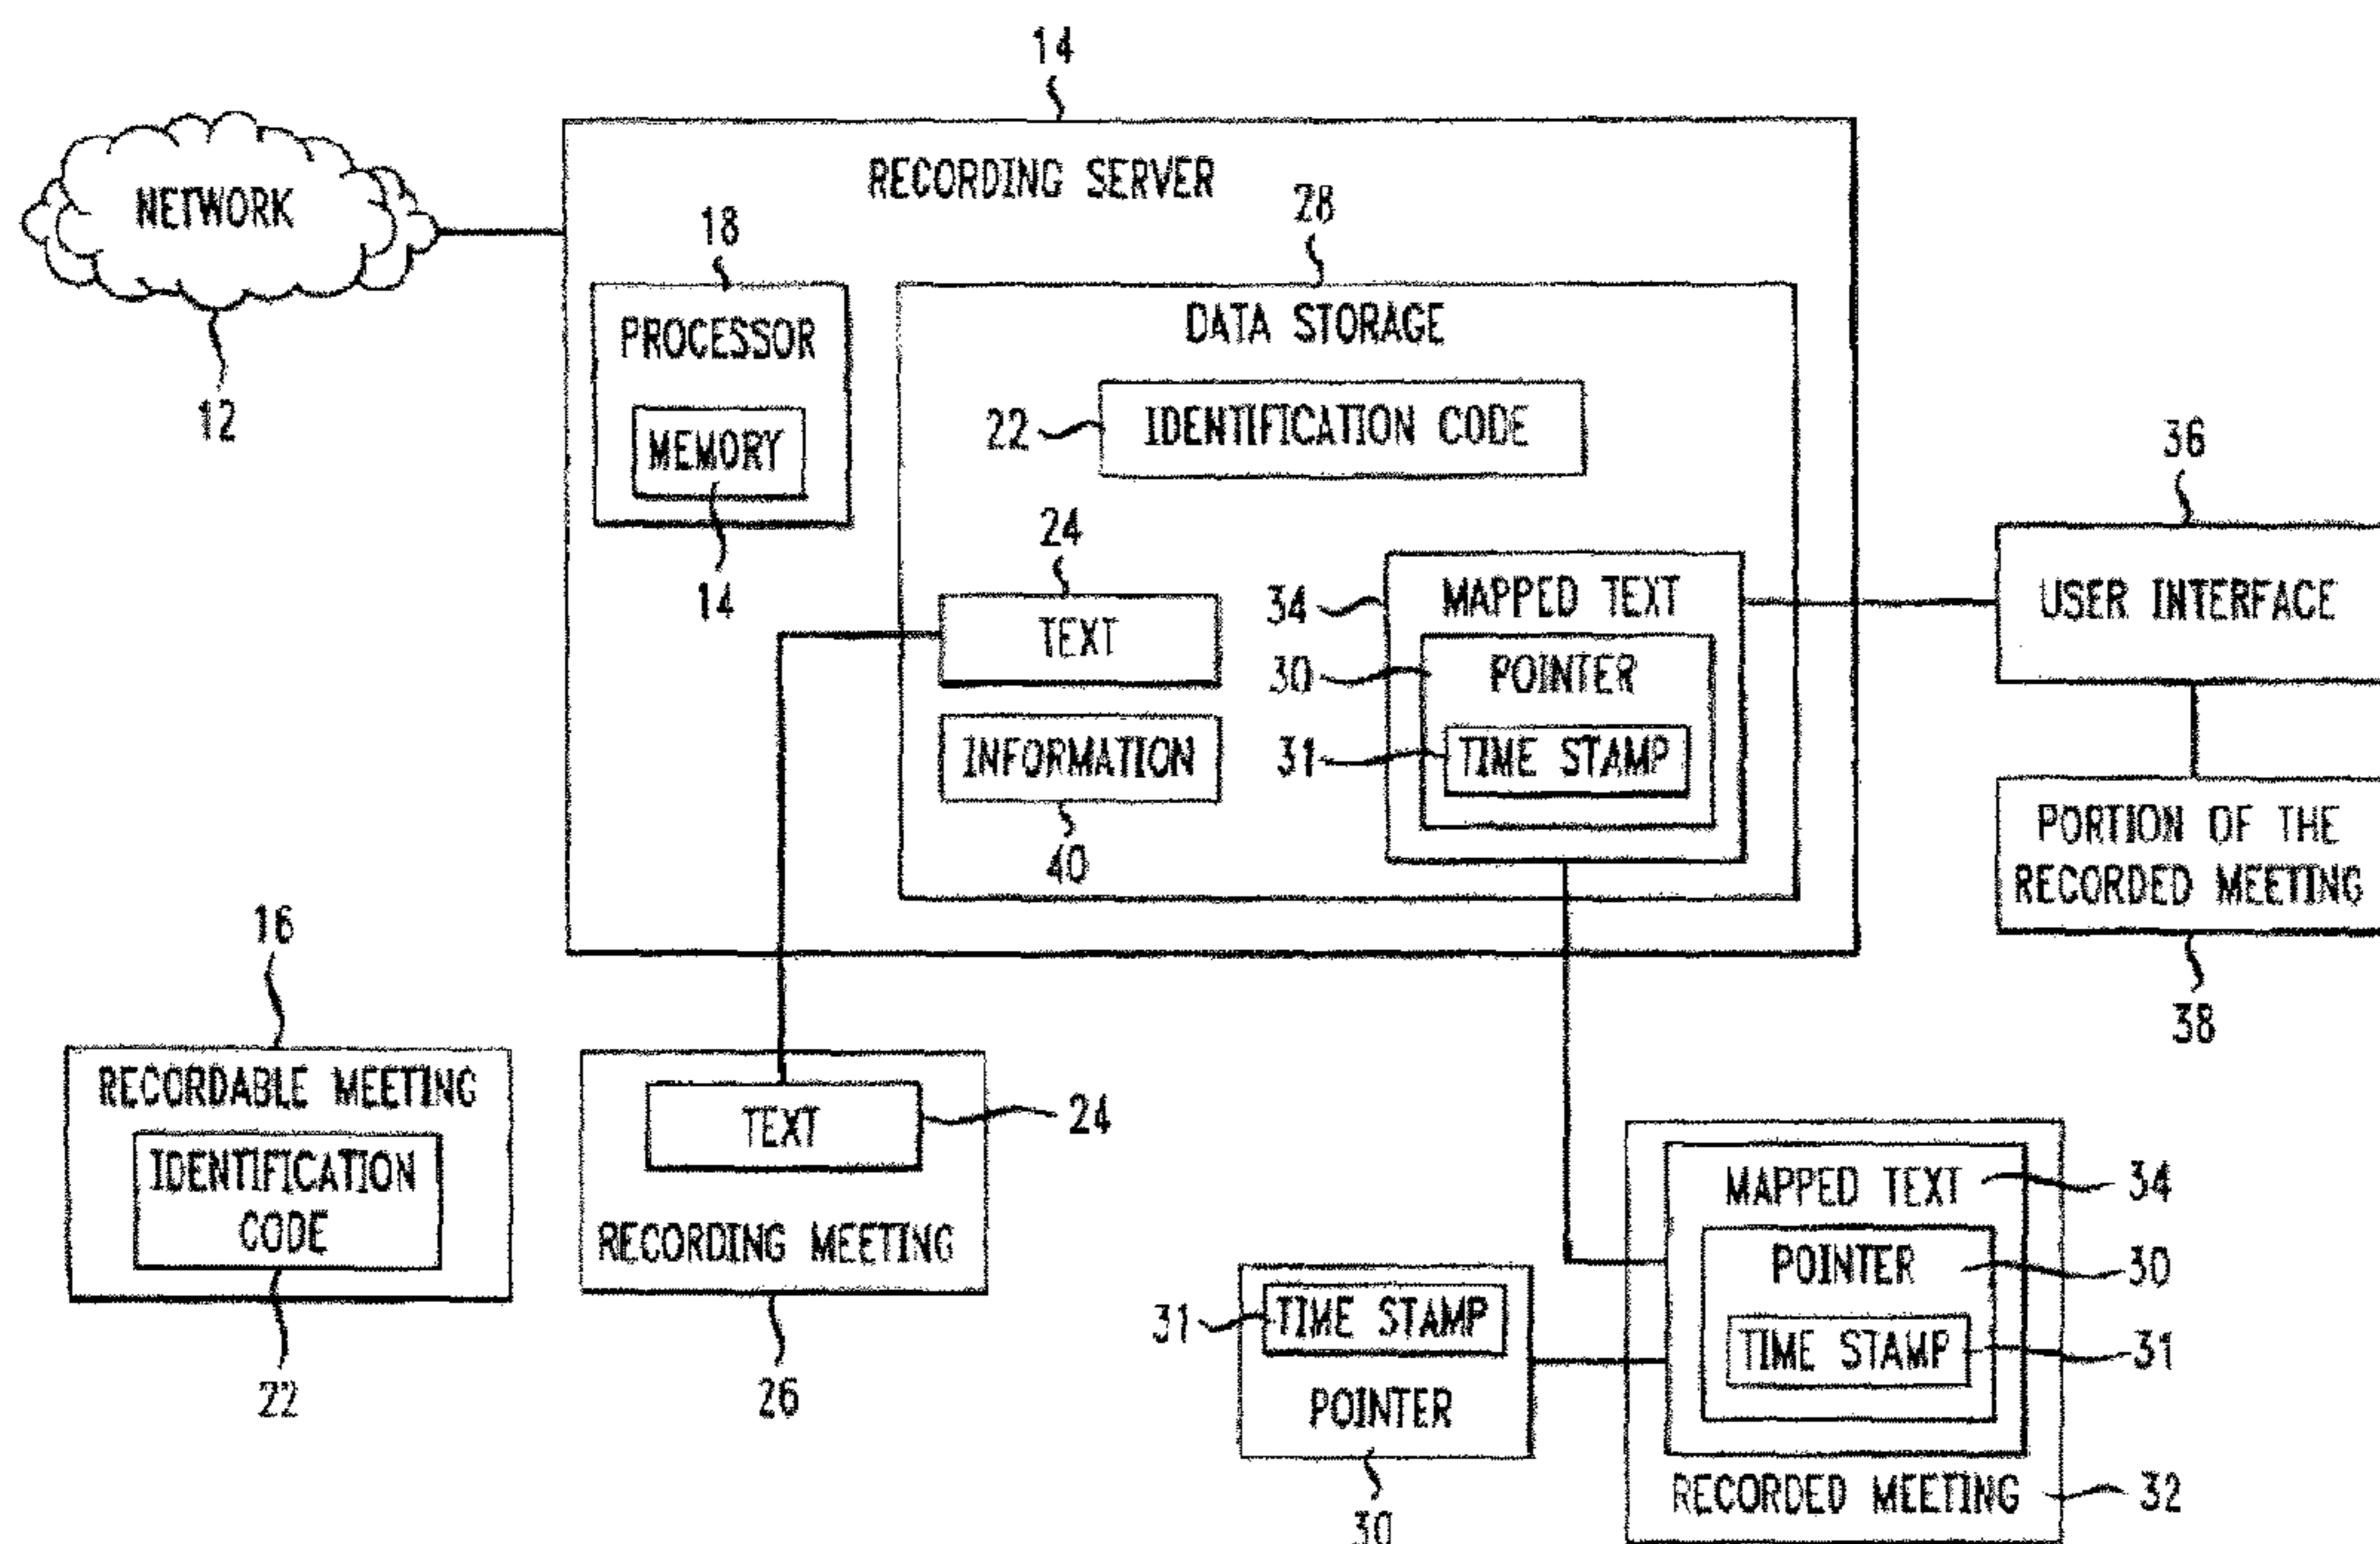 14
NETWORK
RECORDING SERVER
12
18
28
PROCESSOR
MEMORY
14
DATA STORAGE
22
IDENTIFICATION CODE
24
TEXT
INFORMATION
40
34
MAPPED TEXT
30
POINTER
31
TIME STAMP
36
USER INTERFACE
PORTION OF THE
RECORDED MEETING
38
16
RECORDABLE MEETING
IDENTIFICATION
CODE
22
TEXT
24
RECORDING MEETING
26
31
TIME STAMP
POINTER
30
MAPPED TEXT
34
POINTER
30
TIME STAMP
31
RECORDED MEETING
32